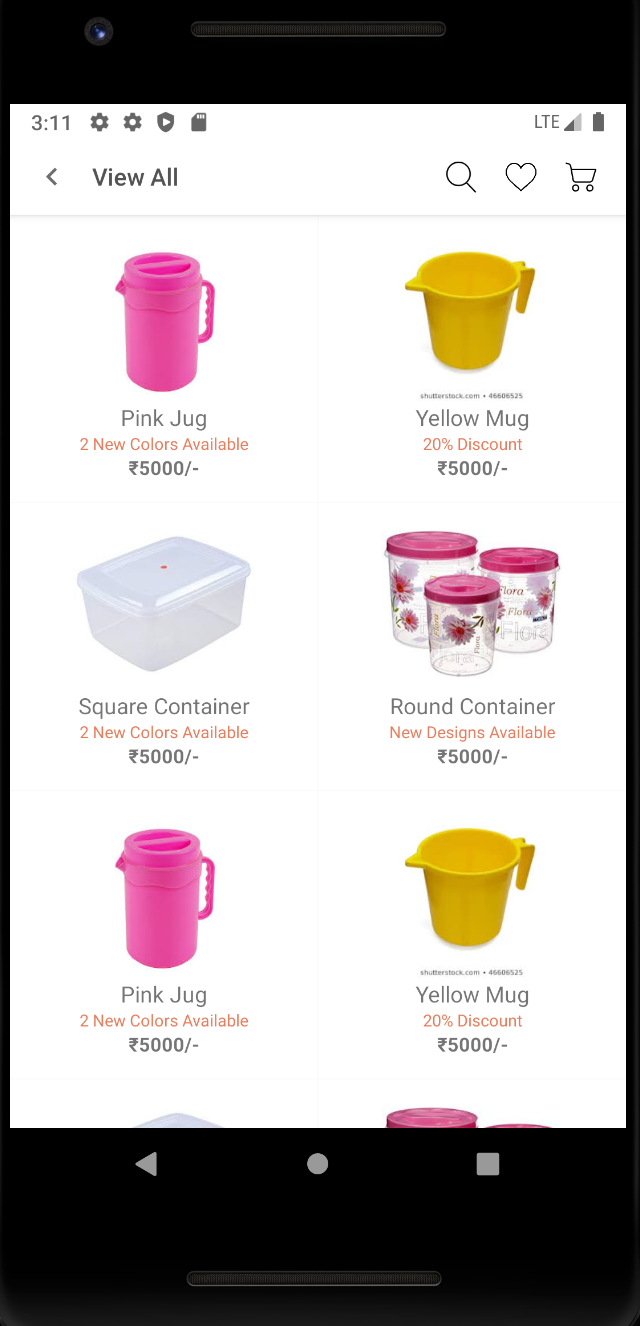 3:11 LTE
View All
Pink Jug
2 New Colors Available
₹5000/-
shutterstock.com • 46606525
Yellow Mug
20% Discount
₹5000/-
Square Container
2 New Colors Available
₹5000/-
Flora
Flora
Flora
Flora
Flora
Round Container
New Designs Available
₹5000/-
Pink Jug
2 New Colors Available
₹5000/-
shutterstock.com • 46606525
Yellow Mug
20% Discount
₹5000/-